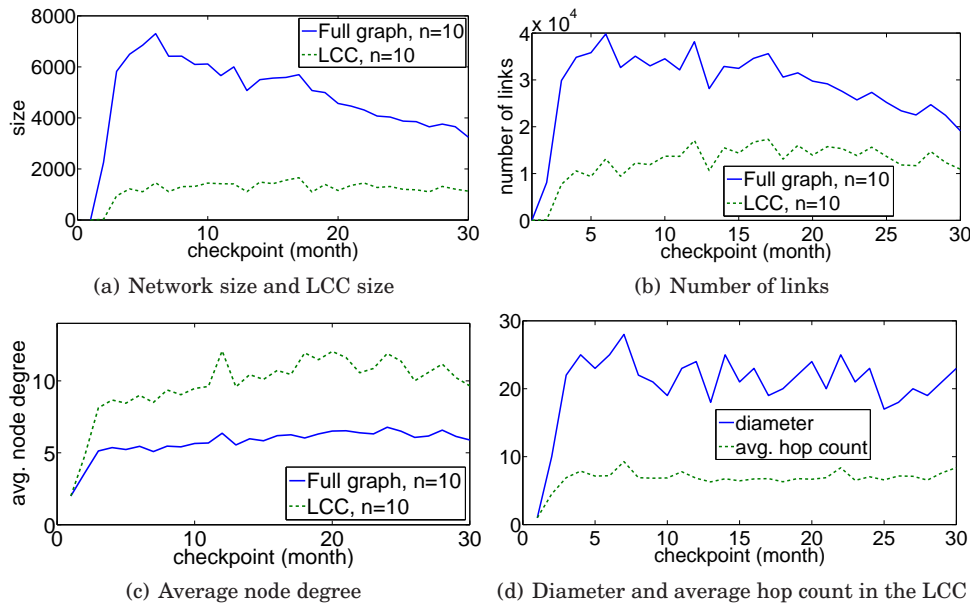 8000
6000
4000
2000
0
size
0 10 20 30
checkpoint (month)
Full graph, n=10
LCC, n=10
(a) Network size and LCC size
x 10^4
4
3
2
1
0
number of links
5 10 15 20 25 30
checkpoint (month)
Full graph, n=10
LCC, n=10
(b) Number of links
10
5
0
avg. node degree
0 10 20 30
checkpoint (month)
Full graph, n=10
LCC, n=10
(c) Average node degree
30
20
10
0
0 5 10 15 20 25 30
checkpoint (month)
diameter
avg. hop count
(d) Diameter and average hop count in the LCC